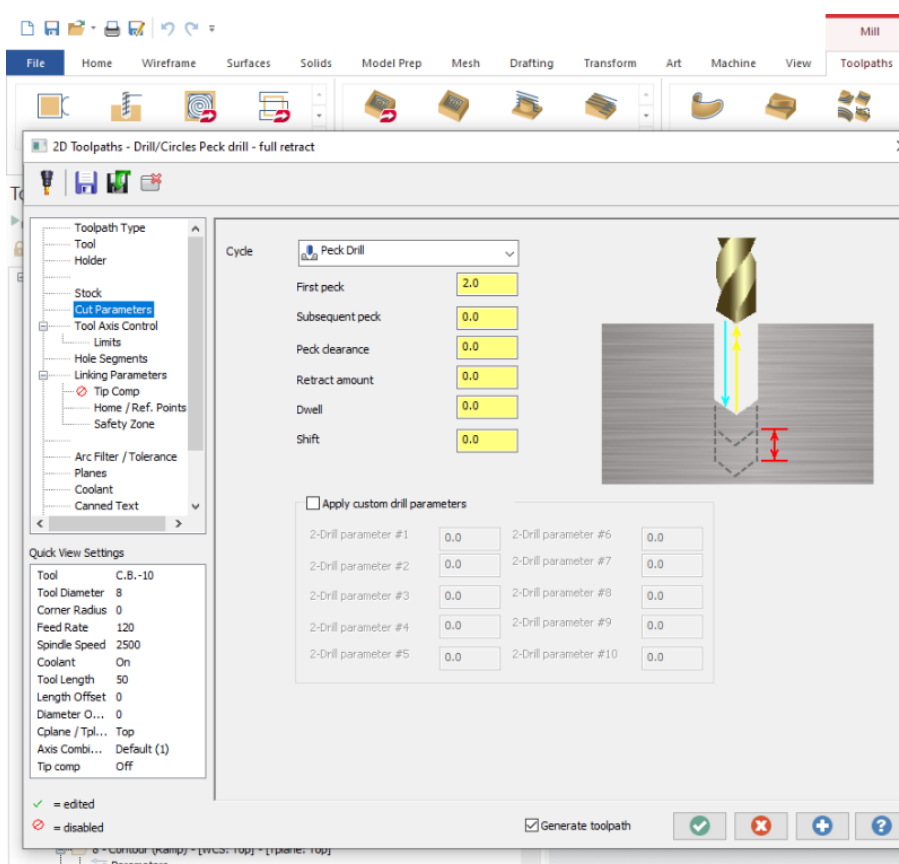 Mill
File Home Wireframe Surfaces Solids Model Prep Mesh Drafting Transform Art Machine View Toolpaths
2D Toolpaths - Drill/Circles Peck drill - full retract
Toolpath Type
Tool
Holder
Stock
Cut Parameters
Tool Axis Control
Limits
Hole Segments
Linking Parameters
Tip Comp
Home / Ref. Points
Safety Zone
Arc Filter / Tolerance
Planes
Coolant
Canned Text
Cycle Peck Drill
First peck 2.0
Subsequent peck 0.0
Peck clearance 0.0
Retract amount 0.0
Dwell 0.0
Shift 0.0
Apply custom drill parameters
2-Drill parameter #1 0.0 2-Drill parameter #6 0.0
2-Drill parameter #2 0.0 2-Drill parameter #7 0.0
2-Drill parameter #3 0.0 2-Drill parameter #8 0.0
2-Drill parameter #4 0.0 2-Drill parameter #9 0.0
2-Drill parameter #5 0.0 2-Drill parameter #10 0.0
Quick View Settings
Tool C.B.-10
Tool Diameter 8
Corner Radius 0
Feed Rate 120
Spindle Speed 2500
Coolant On
Tool Length 50
Length Offset 0
Diameter O... 0
Cplane / Tpl... Top
Axis Combi... Default (1)
Tip comp Off
= edited
= disabled
Generate toolpath
8 - Contour (Ramp) - [WCS: Top] - [Tplane: Top]
Parameters